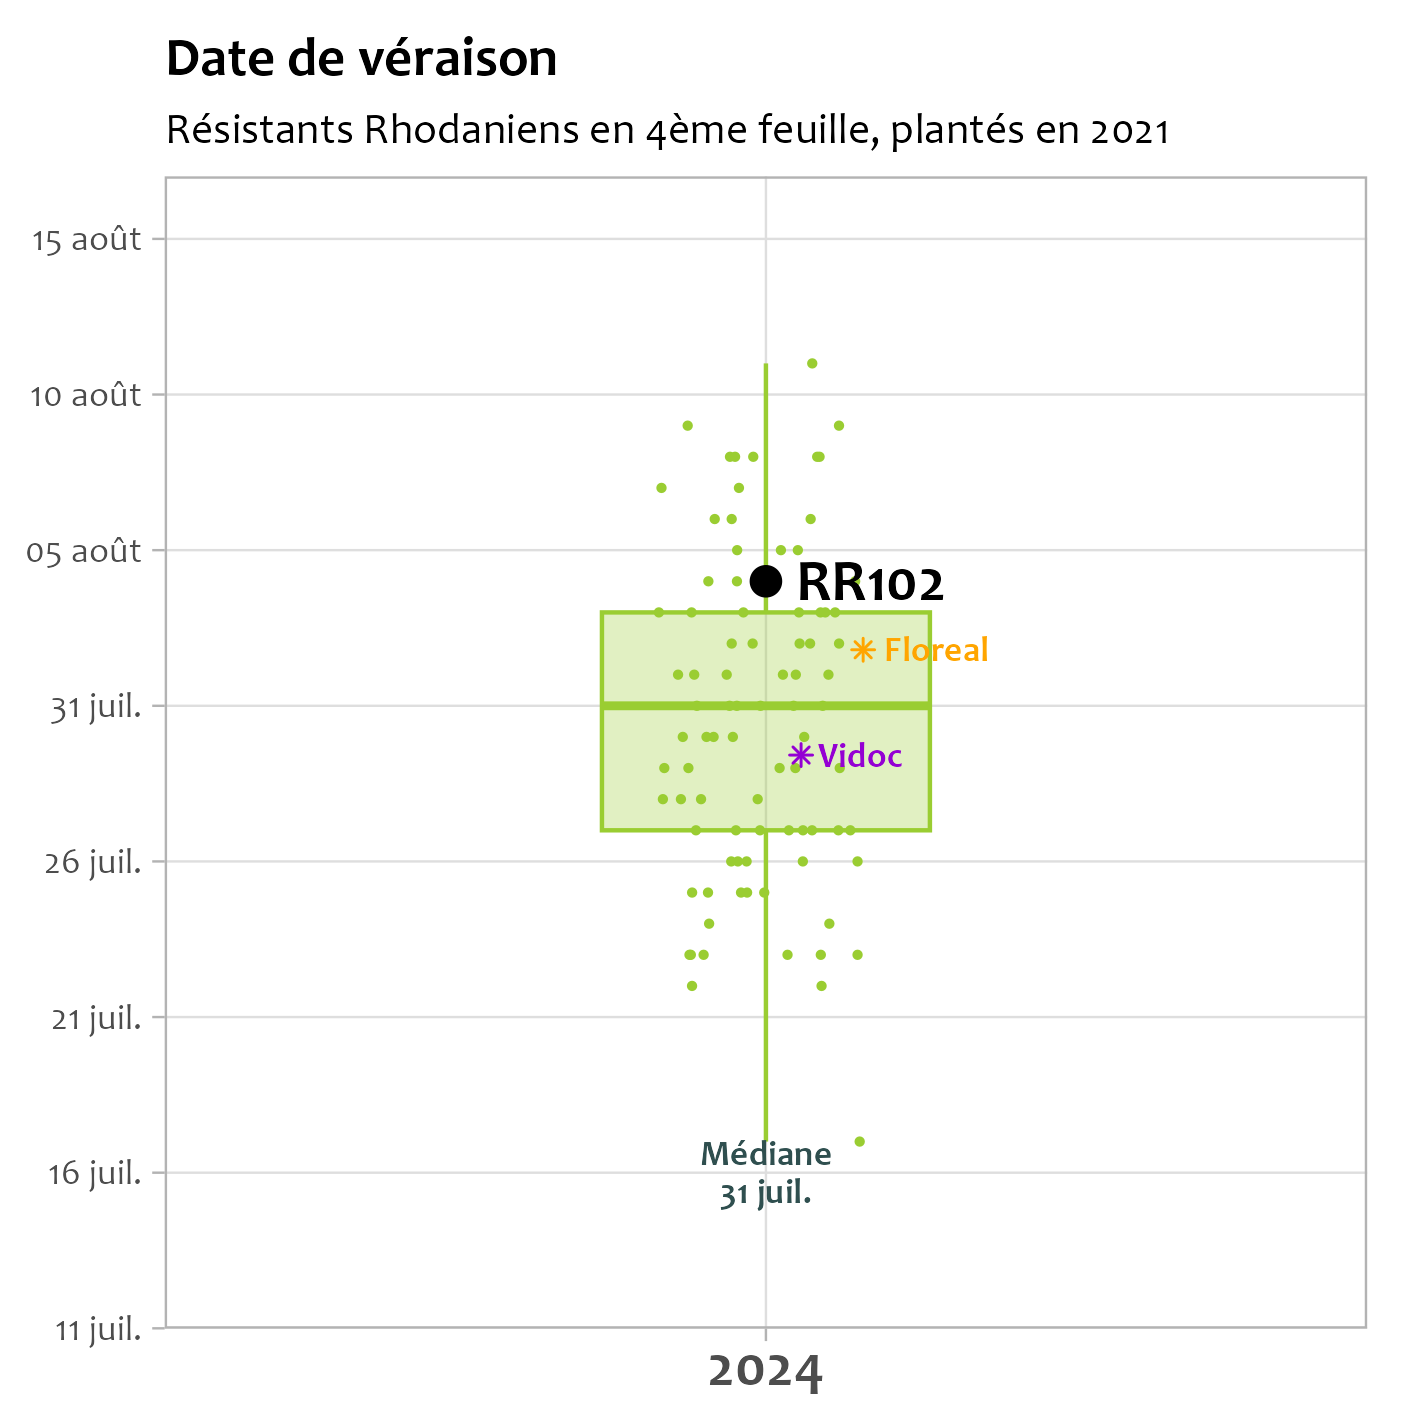 Date de véraison
Résistants Rhodaniens en 4ème feuille, plantés en 2021
15 août
10 août
05 août
RR102
Floreal
31 juil.
Vidoc
26 juil.
21 juil.
Médiane
16 juil.
31 juil.
11 juil.
2024